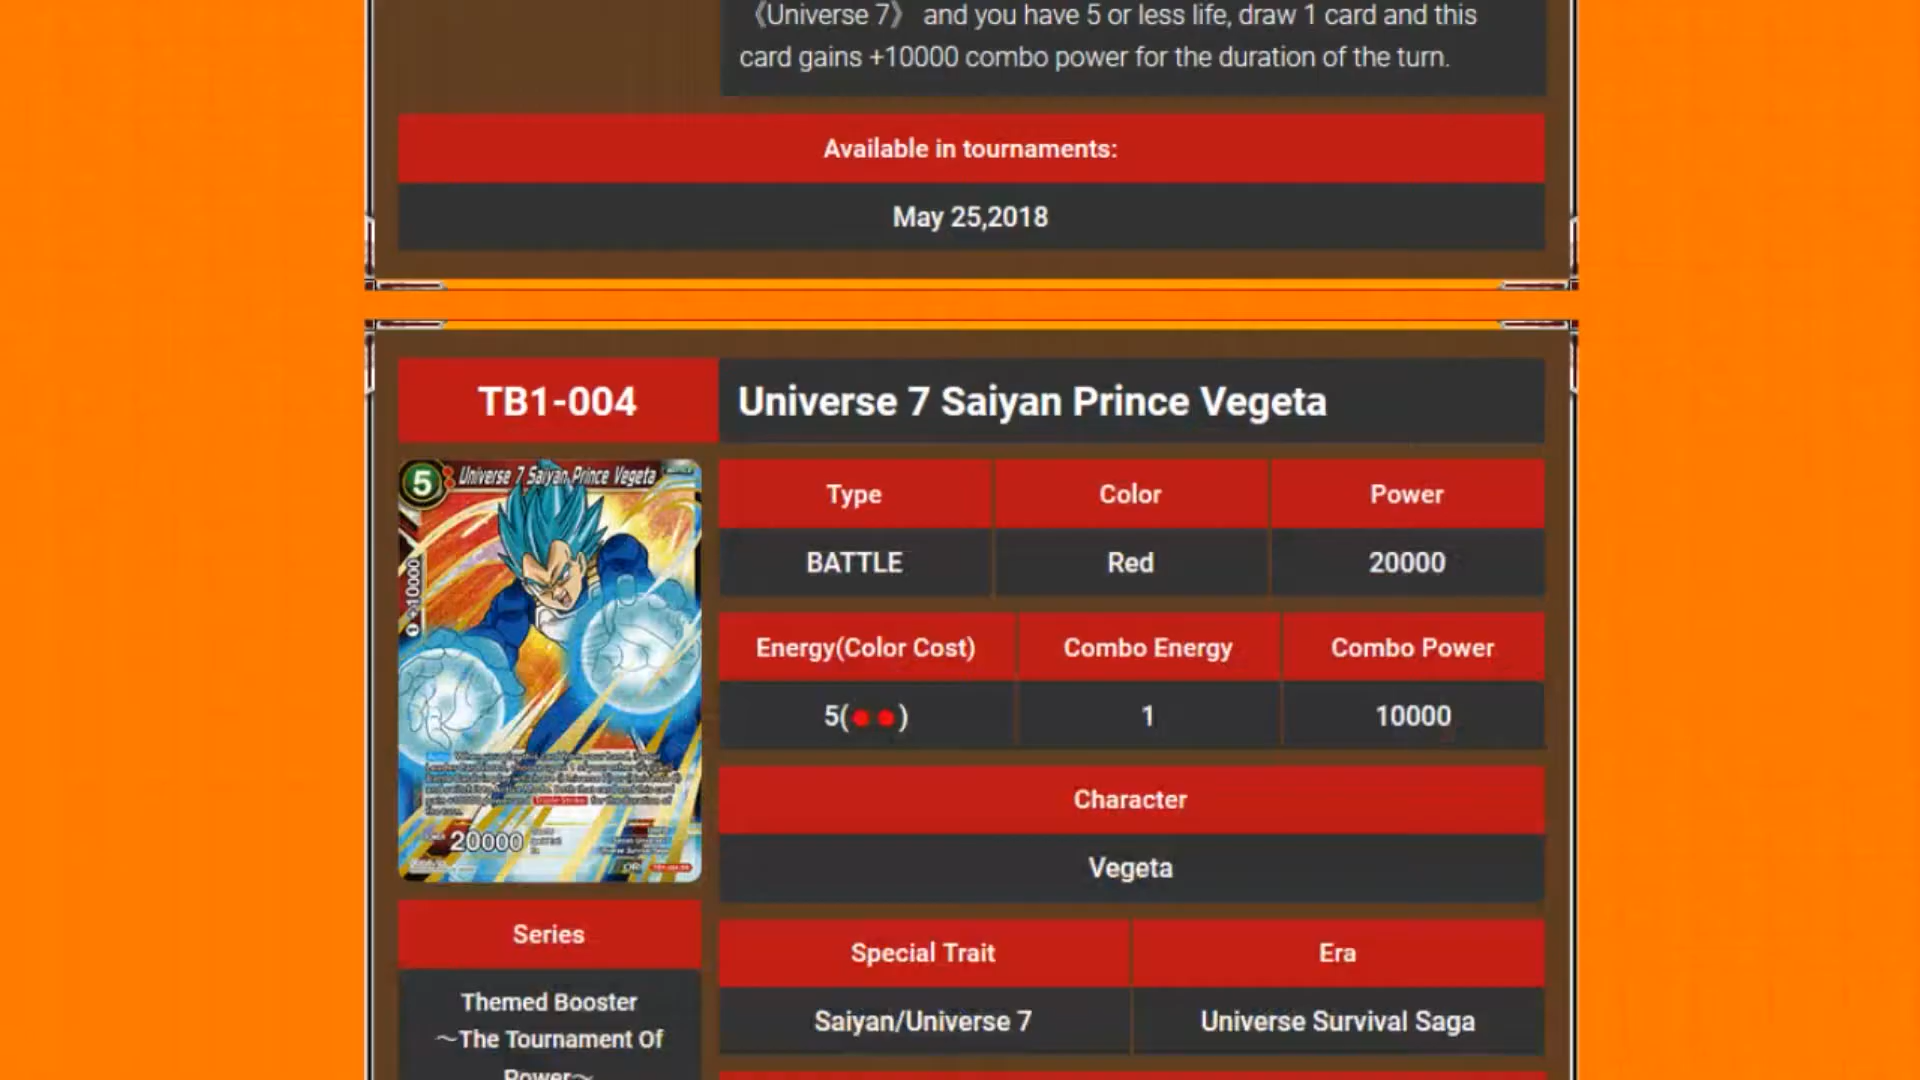 《Universe 7》 and you have 5 or less life, draw 1 card and this
card gains +10000 combo power for the duration of the turn.
Available in tournaments:
May 25,2018
TB1-004
Universe 7 Saiyan Prince Vegeta
5
Universe 7 Saiyan Prince Vegeta
+10000
20000
Type
Color
Power
BATTLE
Red
20000
Energy(Color Cost)
Combo Energy
Combo Power
5(●●)
1
10000
Character
Vegeta
Series
Special Trait
Era
Themed Booster
～The Tournament Of
Power～
Saiyan/Universe 7
Universe Survival Saga